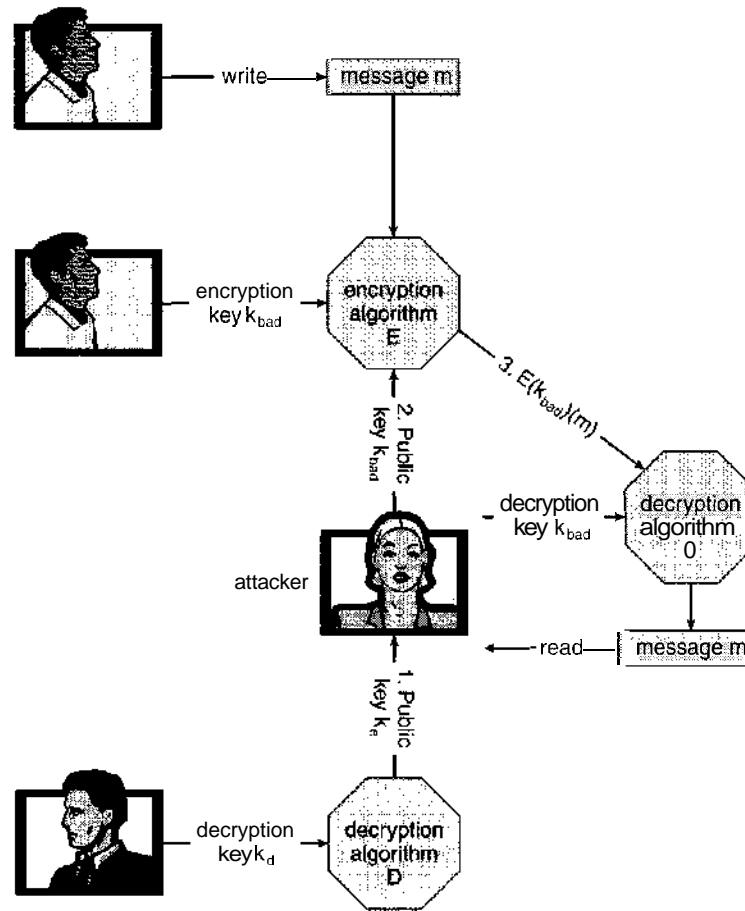 write
message m
encryption
key k_bad
encryption
algorithm
E
3. E(k_bad)(m)
2. Public
key k_bad
decryption
key k_bad
decryption
algorithm
0
attacker
read
message m
1. Public
key k_e
decryption
key k_d
decryption
algorithm
D